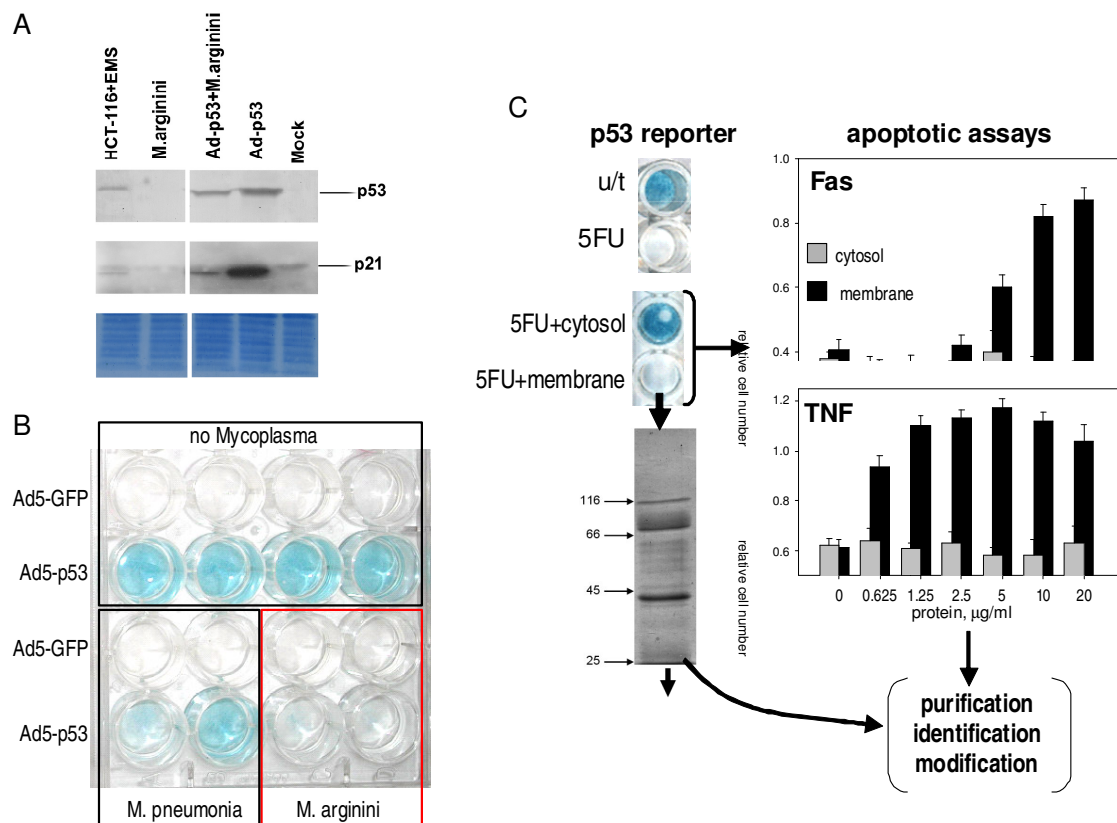 A
HCT-116+EMS
M.arginini
Ad-p53+M.arginini
Ad-p53
Mock
p53
p21
B
no Mycoplasma
Ad5-GFP
Ad5-p53
Ad5-GFP
Ad5-p53
M. pneumonia
M. arginini
C
p53 reporter
u/t
5FU
5FU+cytosol
5FU+membrane
116
66
45
25
apoptotic assays
Fas
cytosol
membrane
1.0
0.8
0.6
0.4
relative cell number
TNF
1.2
1.0
0.8
0.6
relative cell number
0 0.625 1.25 2.5 5 10 20
protein, µg/ml
purification
identification
modification